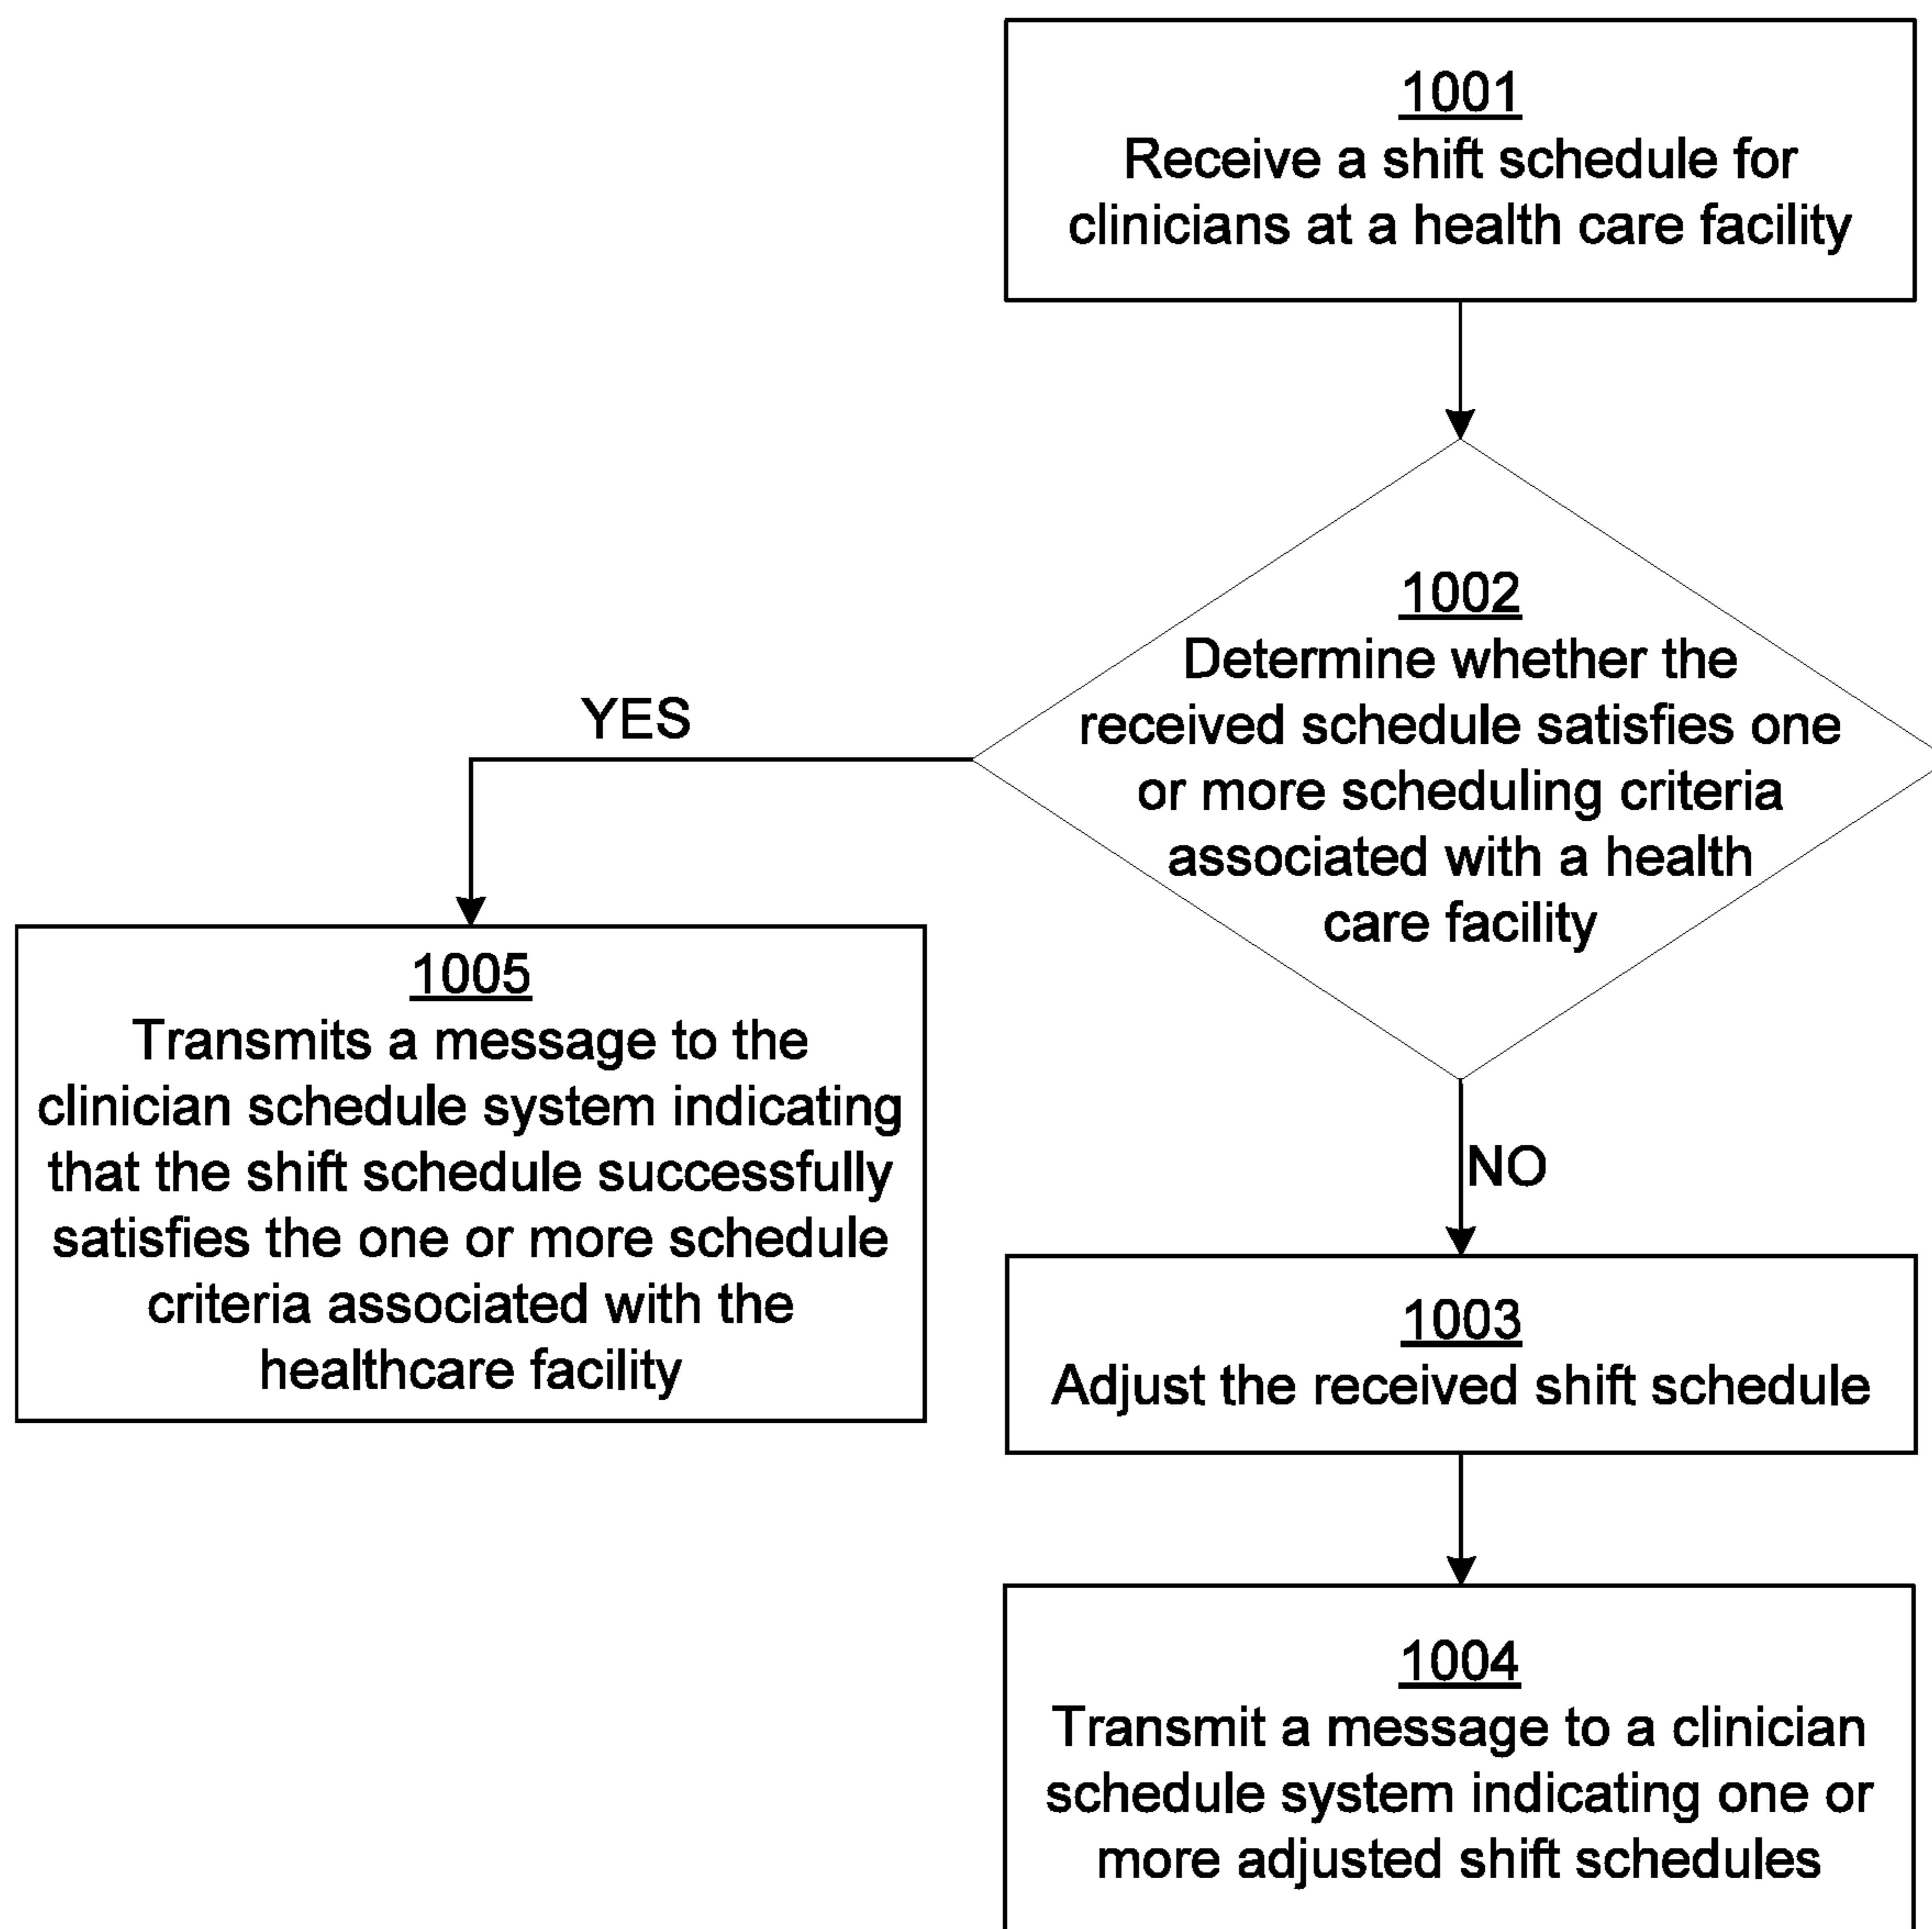 1001
Receive a shift schedule for
clinicians at a health care facility
1002
Determine whether the
received schedule satisfies one
or more scheduling criteria
associated with a health
care facility
YES
1005
Transmits a message to the
clinician schedule system indicating
that the shift schedule successfully
satisfies the one or more schedule
criteria associated with the
healthcare facility
NO
1003
Adjust the received shift schedule
1004
Transmit a message to a clinician
schedule system indicating one or
more adjusted shift schedules